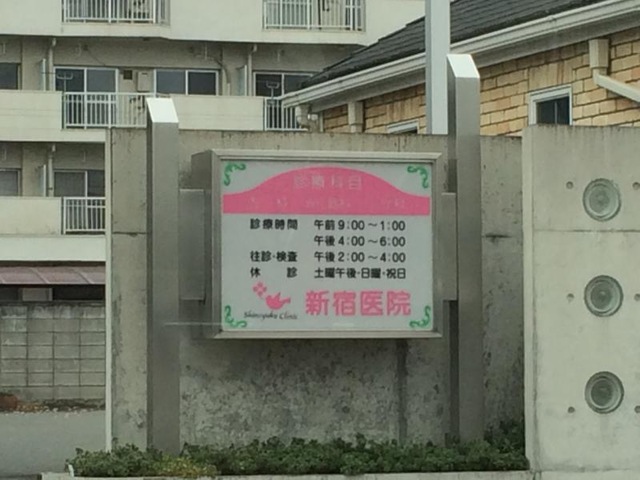 診療科目
診療時間 午前 9:00～1:00
午後 4:00～6:00
往診・検査 午後 2:00～4:00
休診 土曜午後・日曜・祝日
新宿医院
Shinsyuku Clinic